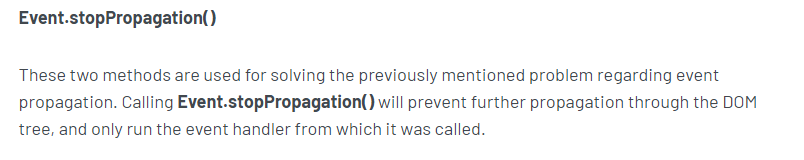 Event.stopPropagation()
These two methods are used for solving the previously mentioned problem regarding event
propagation. Calling Event.stopPropagation() will prevent further propagation through the DOM
tree, and only run the event handler from which it was called.